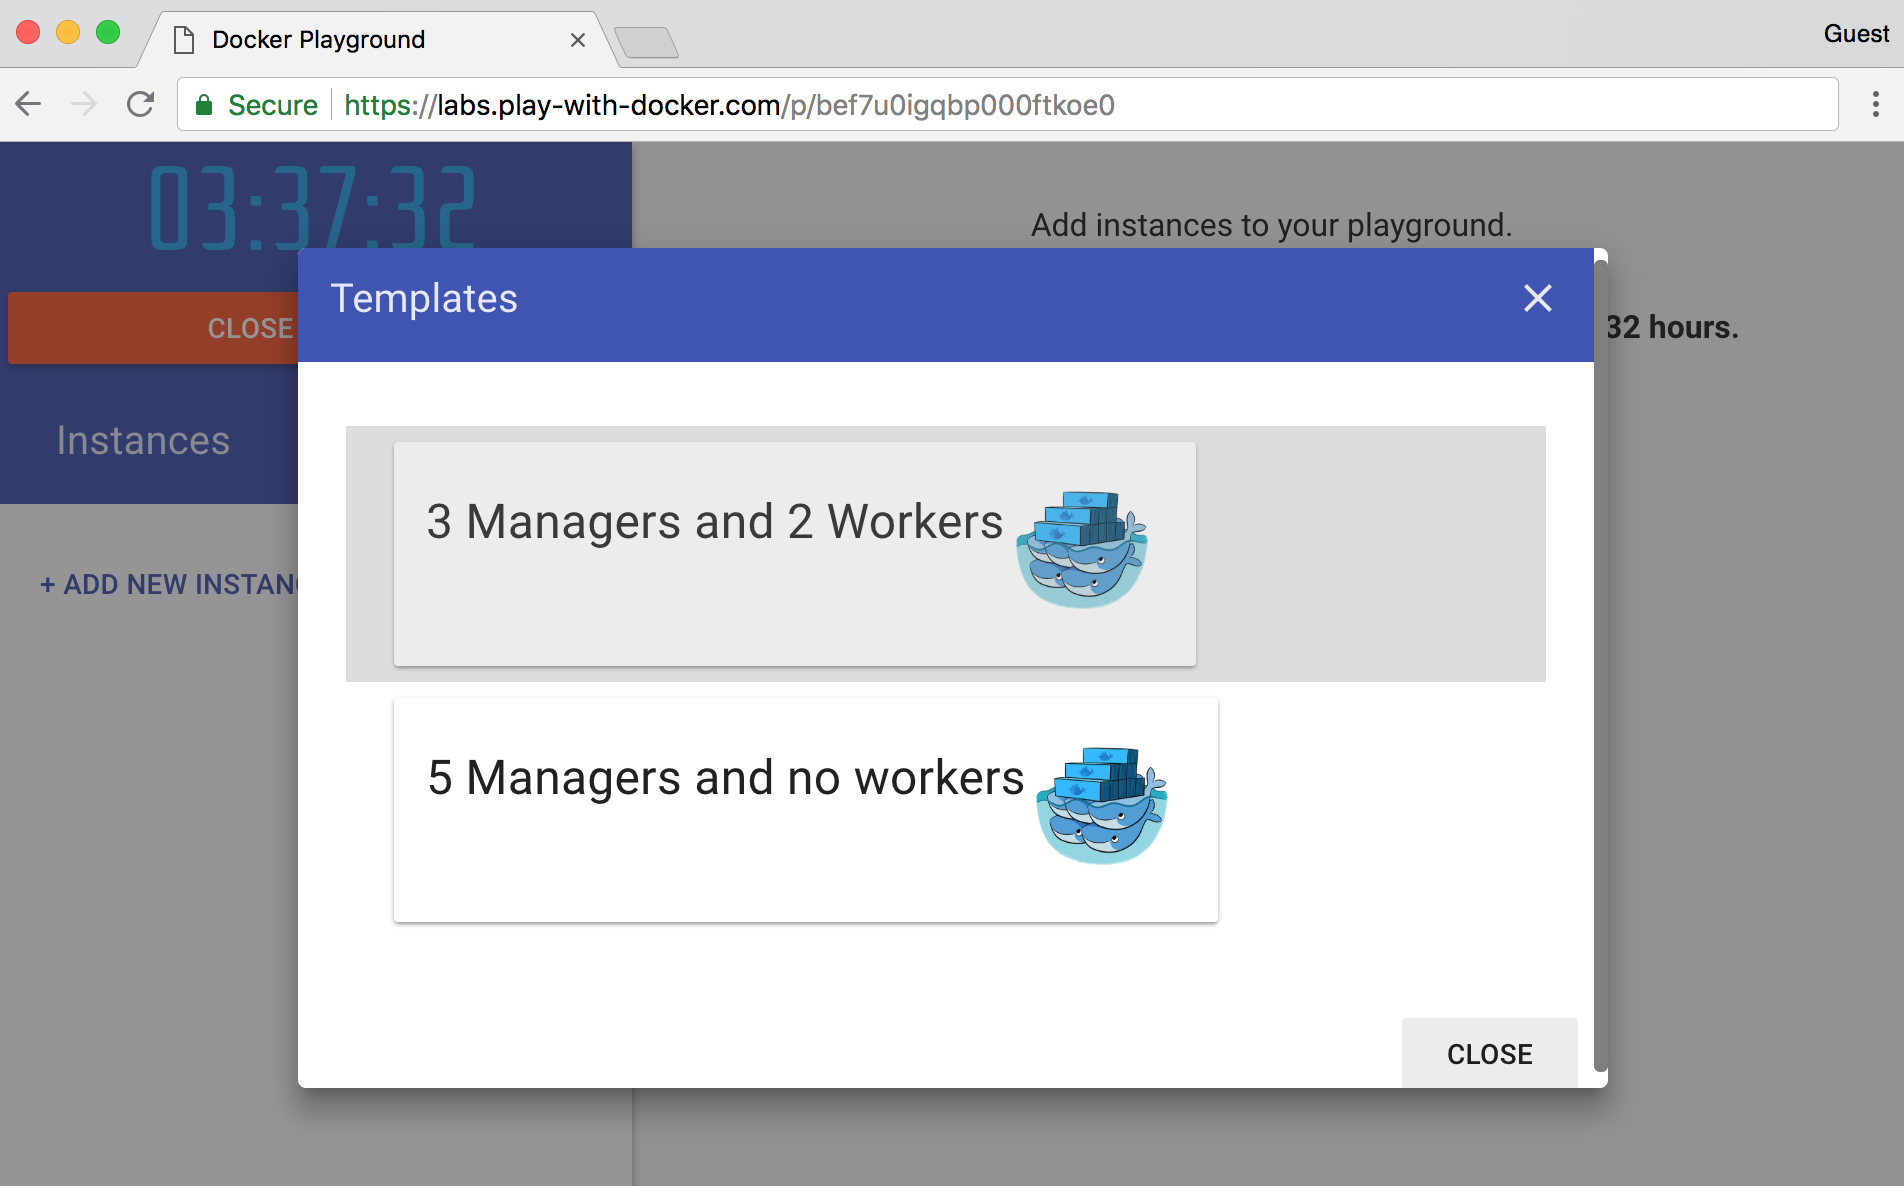 Docker Playground
Guest
Secure https://labs.play-with-docker.com/p/bef7u0igqbp000ftkoe0
03:37:32
CLOSE
Instances
+ ADD NEW
Add instances to your playground.
32 hours.
Templates
3 Managers and 2 Workers
5 Managers and no workers
CLOSE